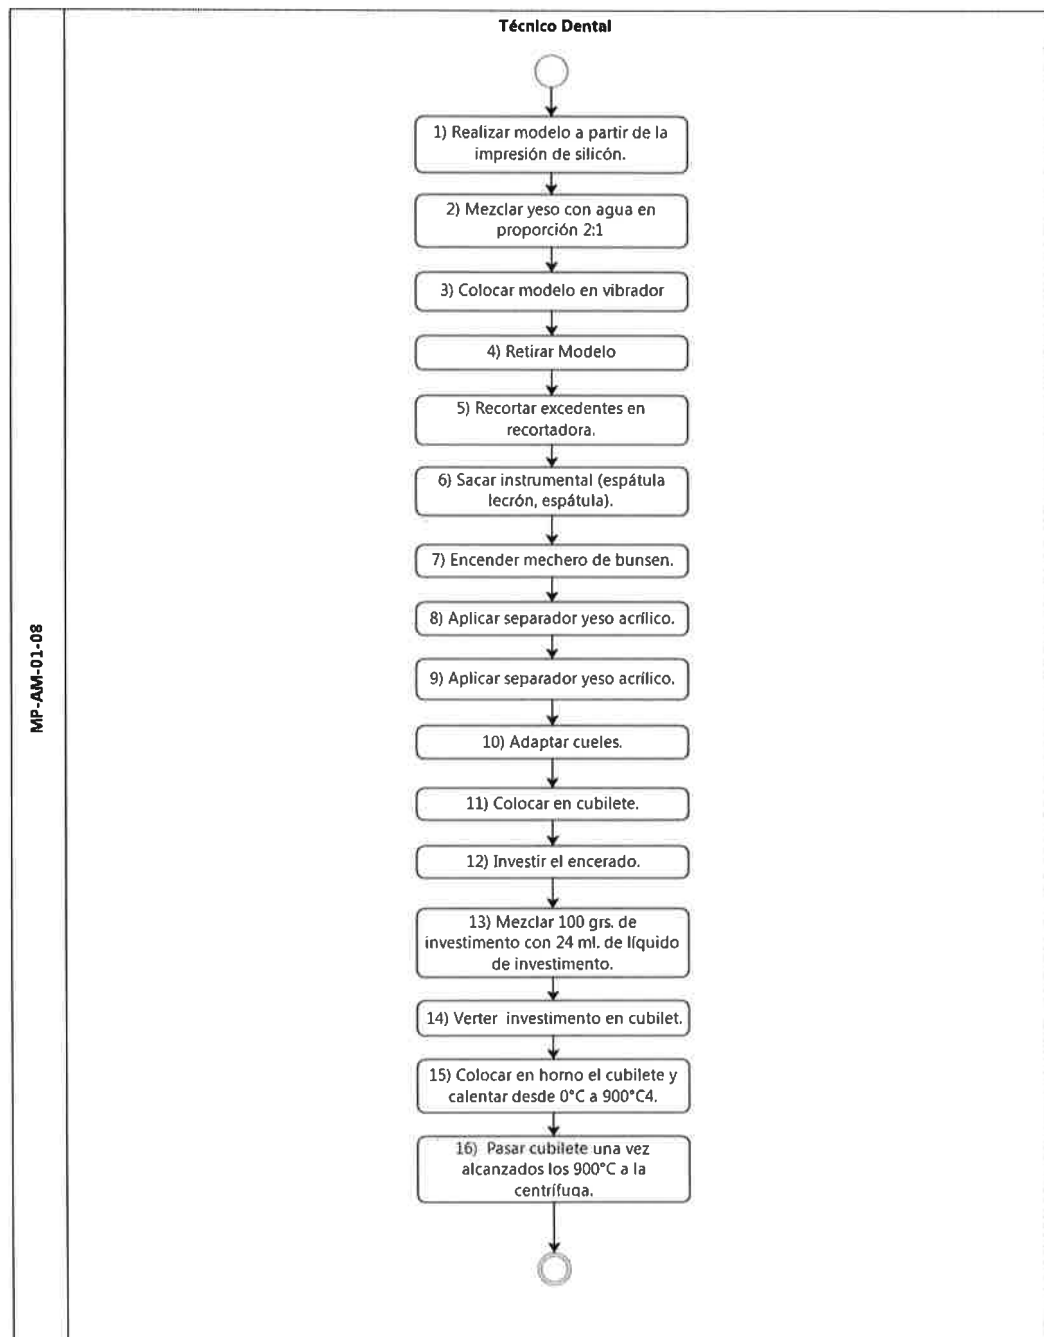 Técnico Dental
1) Realizar modelo a partir de la
impresión de silicón.
2) Mezclar yeso con agua en
proporción 2:1
3) Colocar modelo en vibrador
4) Retirar Modelo
5) Recortar excedentes en
recortadora.
6) Sacar instrumental (espátula
lecrón, espátula).
7) Encender mechero de bunsen.
8) Aplicar separador yeso acrílico.
9) Aplicar separador yeso acrílico.
MP-AM-01-08
10) Adaptar cueles.
11) Colocar en cubilete.
12) Investir el encerado.
13) Mezclar 100 grs. de
investimento con 24 ml. de líquido
de investimento.
14) Verter investimento en cubilet.
15) Colocar en horno el cubilete y
calentar desde 0°C a 900°C4.
16) Pasar cubilete una vez
alcanzados los 900°C a la
centrífuga.